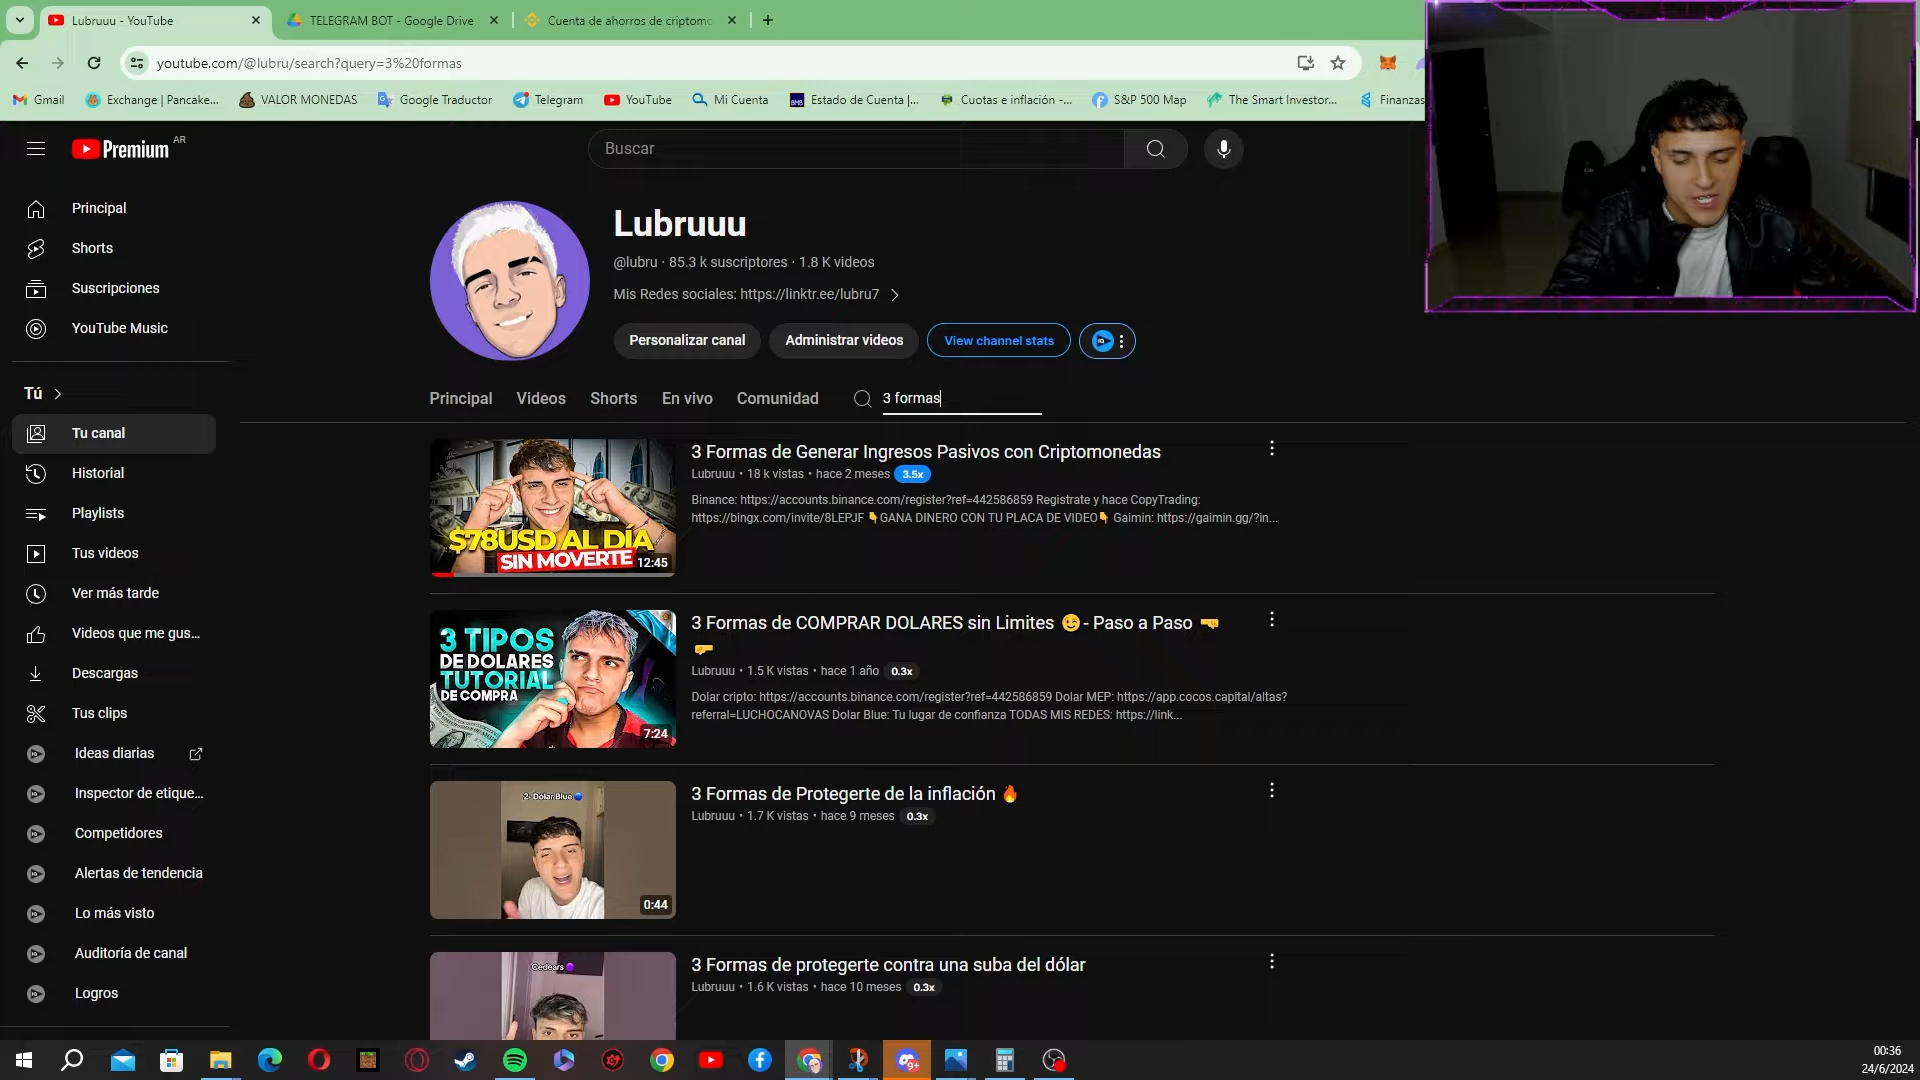 Lubruuu - YouTube
TELEGRAM BOT - Google Drive
Cuenta de ahorros de criptomo
youtube.com/@lubru/search?query=3%20formas
Gmail
Exchange | Pancake...
VALOR MONEDAS
Google Traductor
Telegram
YouTube
Mi Cuenta
Estado de Cuenta |...
Cuotas e inflación -...
S&P 500 Map
The Smart Investor...
Finanzas
Premium
AR
Buscar
Principal
Shorts
Suscripciones
YouTube Music
Tú
Tu canal
Historial
Playlists
Tus videos
Ver más tarde
Videos que me gus...
Descargas
Tus clips
Ideas diarias
Inspector de etique...
Competidores
Alertas de tendencia
Lo más visto
Auditoría de canal
Logros
Lubruuu
@lubru · 85.3 k suscriptores · 1.8 K videos
Mis Redes sociales: https://linktr.ee/lubru7
Personalizar canal
Administrar videos
View channel stats
Principal
Videos
Shorts
En vivo
Comunidad
3 formas
$78USD AL DÍA
SIN MOVERTE
12:45
3 Formas de Generar Ingresos Pasivos con Criptomonedas
Lubruuu • 18 k vistas • hace 2 meses 3.5x
Binance: https://accounts.binance.com/register?ref=442586859 Registrate y hace CopyTrading:
https://bingx.com/invite/8LEPJF 👇GANA DINERO CON TU PLACA DE VIDEO👇 Gaimin: https://gaimin.gg/?in...
3 TIPOS
DE DOLARES
TUTORIAL
DE COMPRA
7:24
3 Formas de COMPRAR DOLARES sin Limites 😉- Paso a Paso 🤜
🤛
Lubruuu • 1.5 K vistas • hace 1 año 0.3x
Dolar cripto: https://accounts.binance.com/register?ref=442586859 Dolar MEP: https://app.cocos.capital/altas?
referral=LUCHOCANOVAS Dolar Blue: Tu lugar de confianza TODAS MIS REDES: https://link...
2- Dolar Blue🔵
0:44
3 Formas de Protegerte de la inflación 🔥
Lubruuu • 1.7 K vistas • hace 9 meses 0.3x
Cedears🟣
3 Formas de protegerte contra una suba del dólar
Lubruuu • 1.6 K vistas • hace 10 meses 0.3x
9+
00:36
24/6/2024